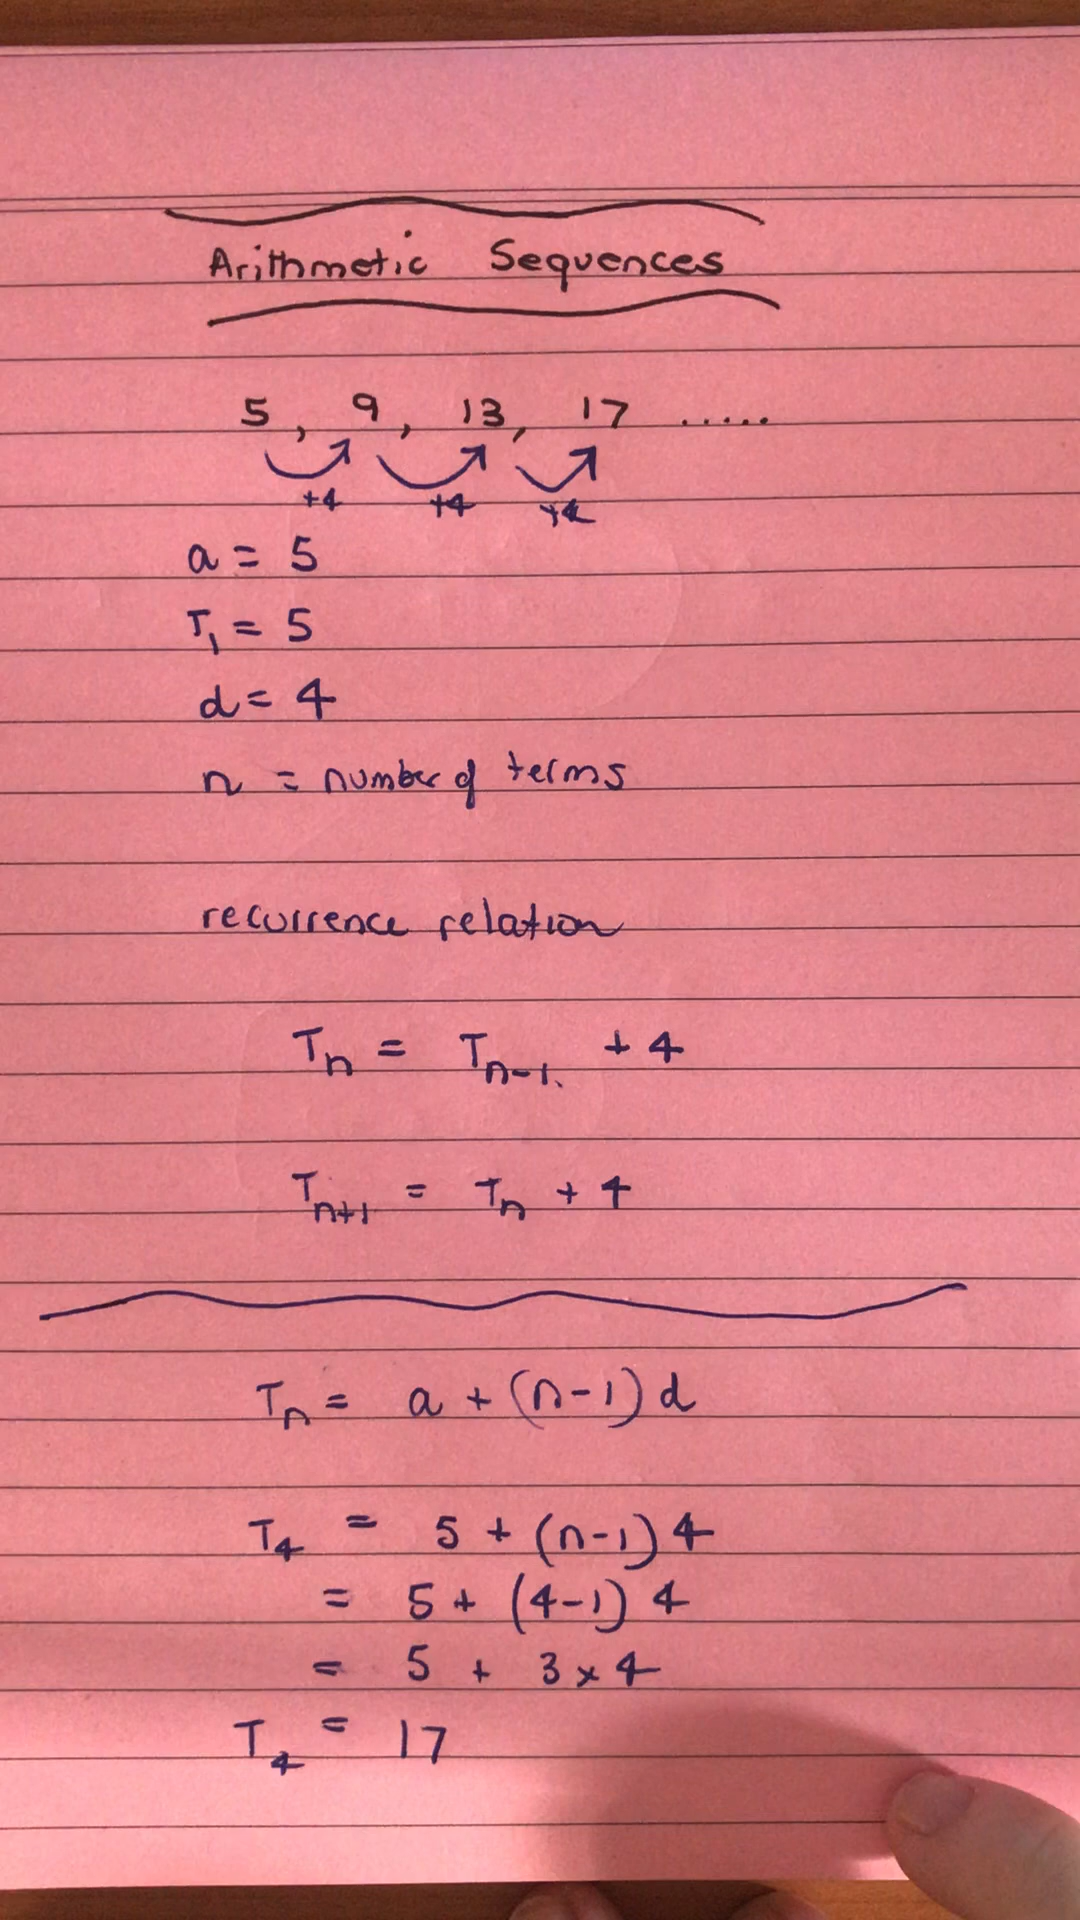 Arithmetic Sequences
5, 9, 13, 17 .....
+4 +4 +4
a = 5
T₁ = 5
d = 4
n = number of terms
recurrence relation
Tₙ = Tₙ₋₁. + 4
Tₙ₊₁ = Tₙ + 4
Tₙ = a + (n-1) d
T₄ = 5 + (n-1) 4
= 5 + (4-1) 4
= 5 + 3 × 4
T₄ = 17